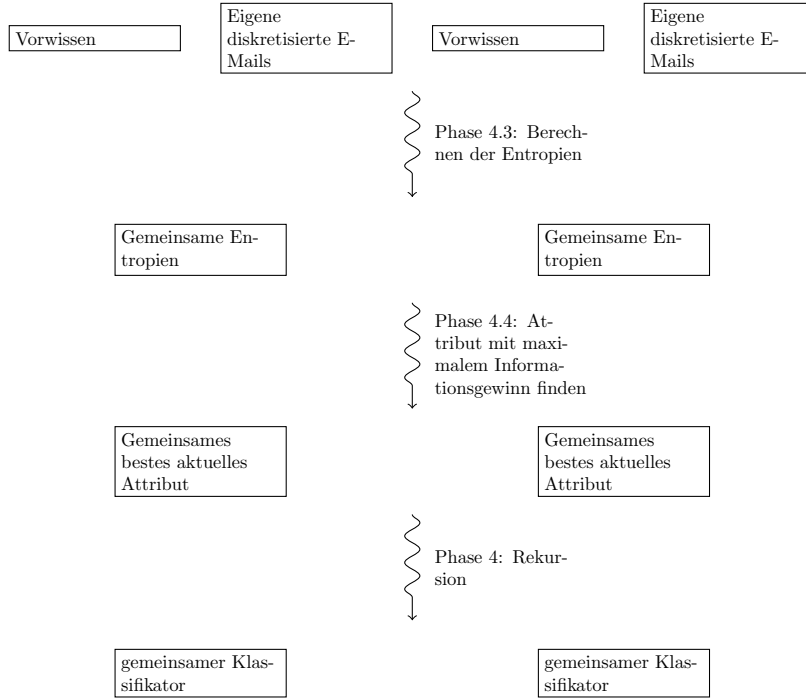 Vorwissen
Eigene
diskretisierte E-
Mails
Vorwissen
Eigene
diskretisierte E-
Mails
Phase 4.3: Berech-
nen der Entropien
Gemeinsame En-
tropien
Gemeinsame En-
tropien
Phase 4.4: At-
tribut mit maxi-
malem Informa-
tionsgewinn finden
Gemeinsames
bestes aktuelles
Attribut
Gemeinsames
bestes aktuelles
Attribut
Phase 4: Rekur-
sion
gemeinsamer Klas-
sifikator
gemeinsamer Klas-
sifikator